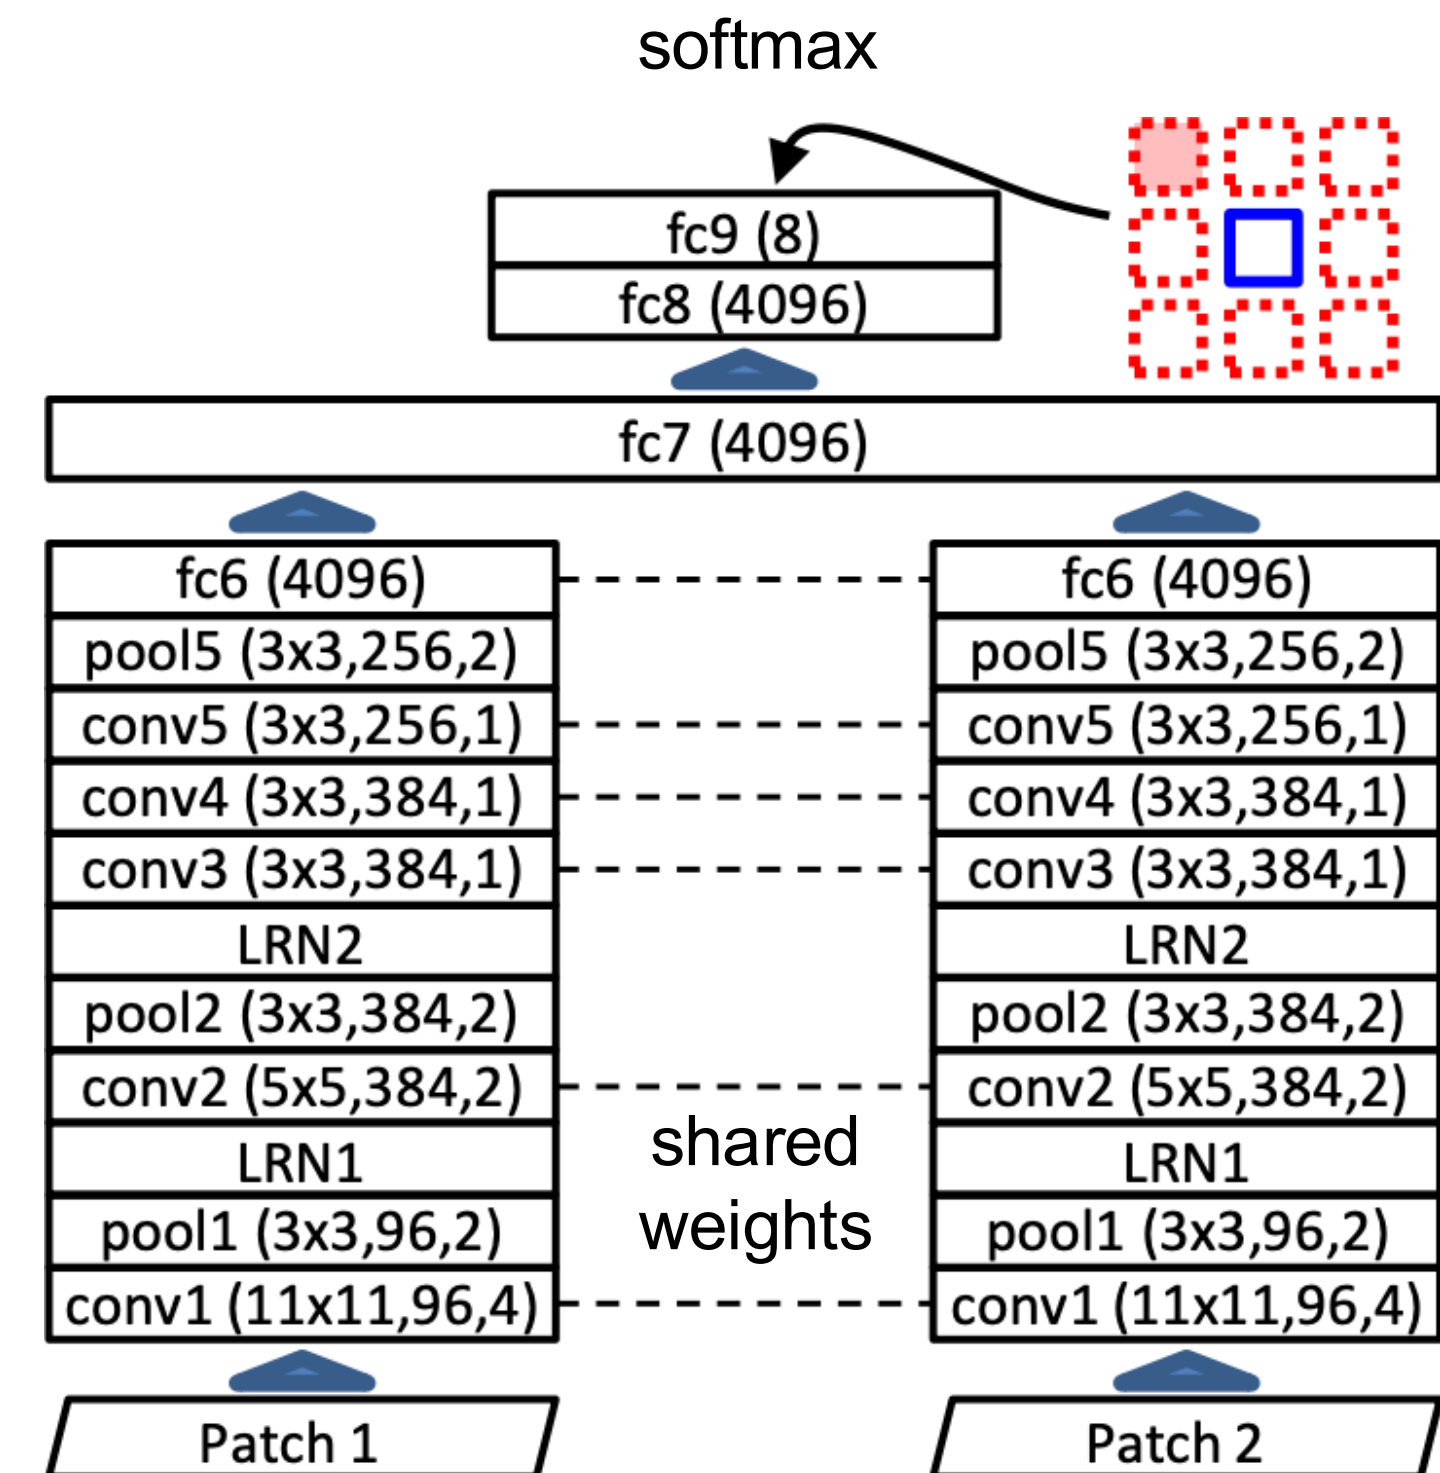 softmax
fc9 (8)
fc8 (4096)
fc7 (4096)
fc6 (4096)
pool5 (3x3,256,2)
conv5 (3x3,256,1)
conv4 (3x3,384,1)
conv3 (3x3,384,1)
LRN2
pool2 (3x3,384,2)
conv2 (5x5,384,2)
LRN1
pool1 (3x3,96,2)
conv1 (11x11,96,4)
Patch 1
shared
weights
fc6 (4096)
pool5 (3x3,256,2)
conv5 (3x3,256,1)
conv4 (3x3,384,1)
conv3 (3x3,384,1)
LRN2
pool2 (3x3,384,2)
conv2 (5x5,384,2)
LRN1
pool1 (3x3,96,2)
conv1 (11x11,96,4)
Patch 2